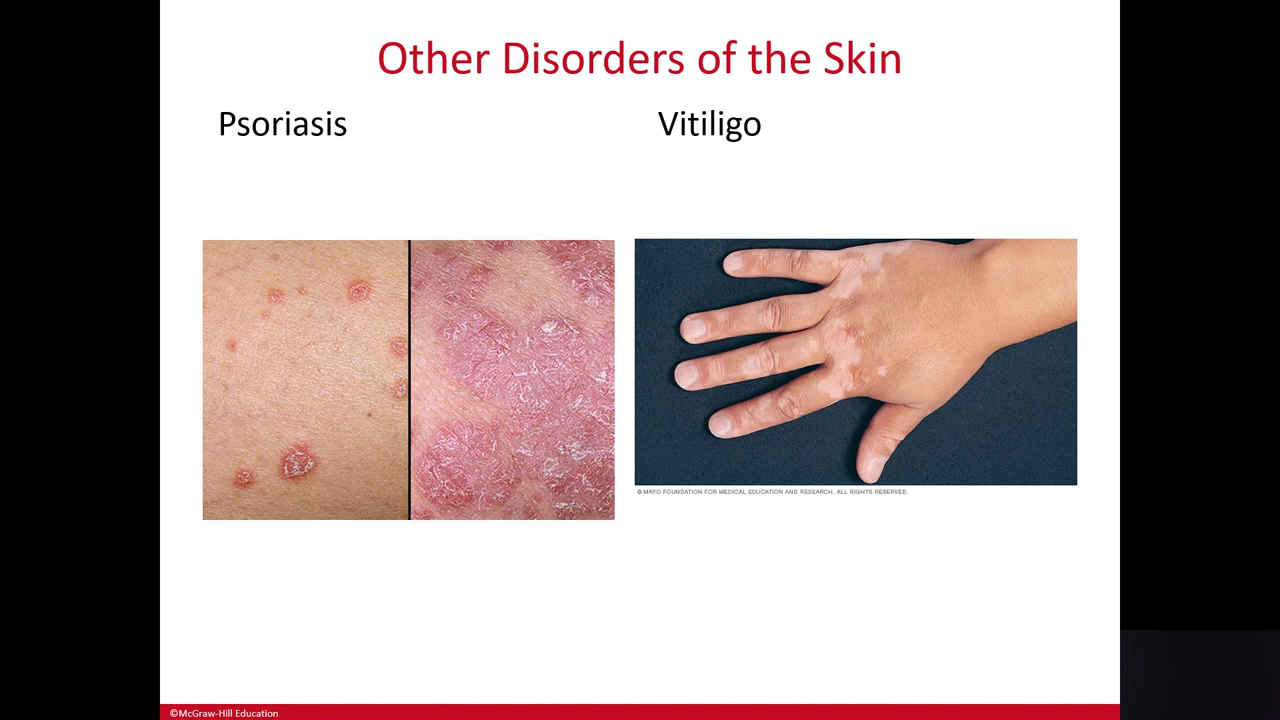 Other Disorders of the Skin
Psoriasis
Vitiligo
© MAYO FOUNDATION FOR MEDICAL EDUCATION AND RESEARCH. ALL RIGHTS RESERVED.
©McGraw-Hill Education